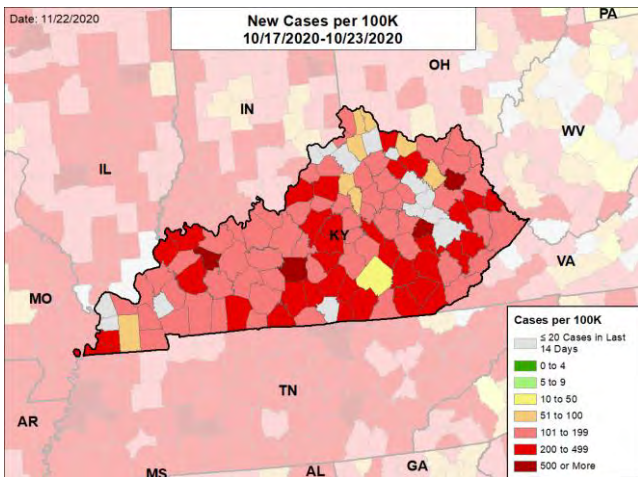 Date: 11/22/2020
New Cases per 100K
10/17/2020-10/23/2020
PA
OH
IN
WV
IL
KY
VA
MO
TN
AR
MS
AL
GA
Cases per 100K
≤ 20 Cases in Last
14 Days
0 to 4
5 to 9
10 to 50
51 to 100
101 to 199
200 to 499
500 or More